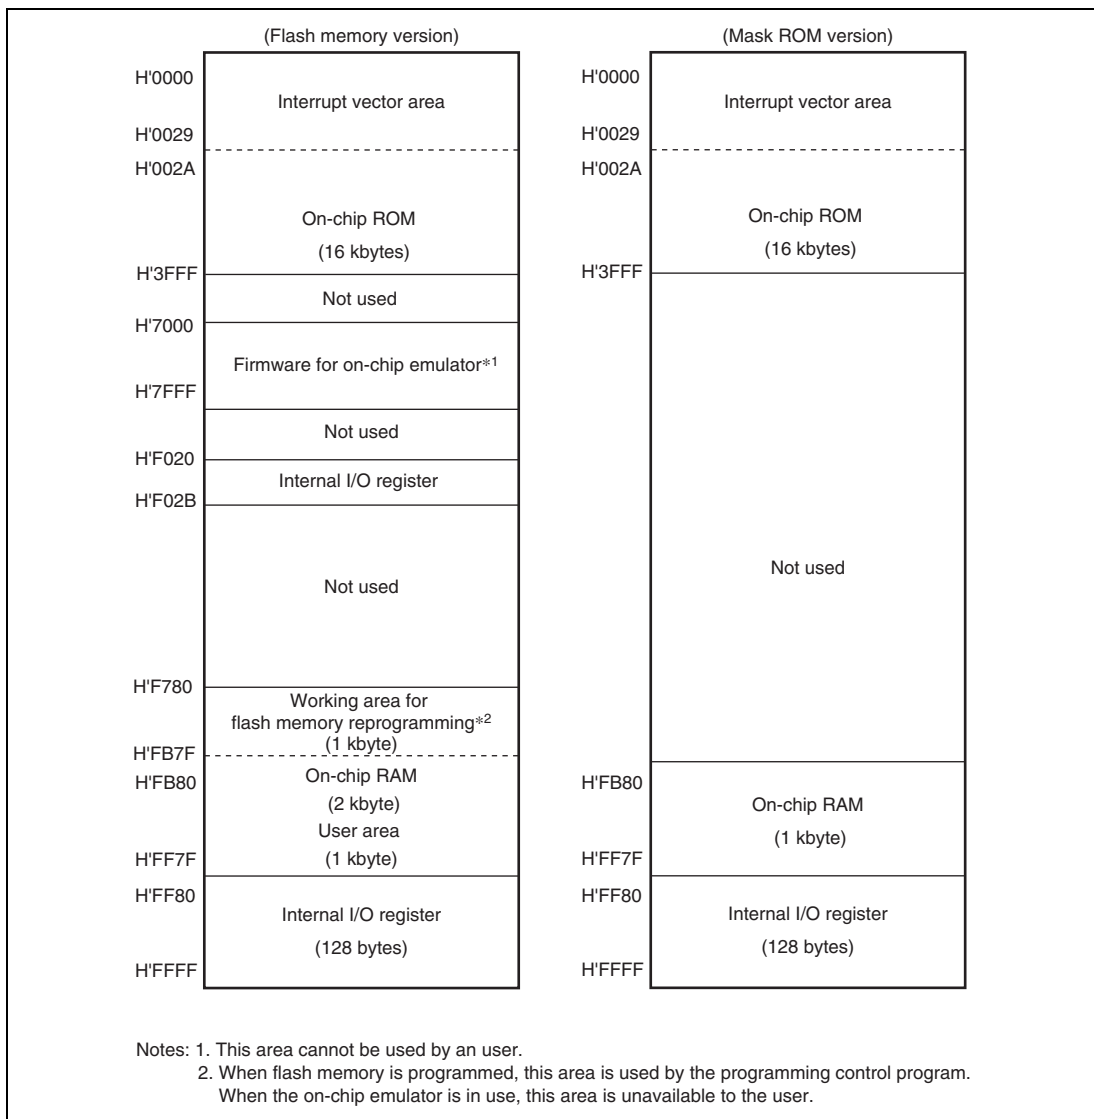 (Flash memory version)
H'0000
Interrupt vector area
H'0029
H'002A
On-chip ROM
(16 kbytes)
H'3FFF
Not used
H'7000
Firmware for on-chip emulator*1
H'7FFF
Not used
H'F020
Internal I/O register
H'F02B
Not used
H'F780
Working area for
flash memory reprogramming*2
(1 kbyte)
H'FB7F
H'FB80
On-chip RAM
(2 kbyte)
User area
(1 kbyte)
H'FF7F
H'FF80
Internal I/O register
(128 bytes)
H'FFFF
(Mask ROM version)
H'0000
Interrupt vector area
H'0029
H'002A
On-chip ROM
(16 kbytes)
H'3FFF
Not used
H'FB80
On-chip RAM
(1 kbyte)
H'FF7F
H'FF80
Internal I/O register
(128 bytes)
H'FFFF
Notes: 1. This area cannot be used by an user.
2. When flash memory is programmed, this area is used by the programming control program.
When the on-chip emulator is in use, this area is unavailable to the user.